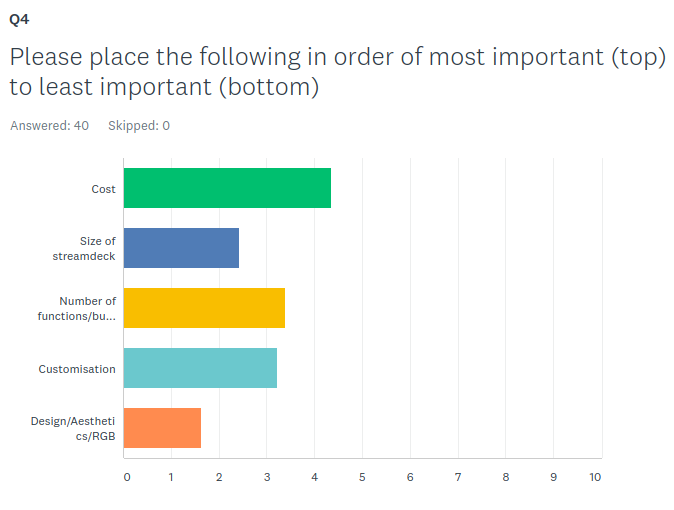 Q4
Please place the following in order of most important (top)
to least important (bottom)
Answered: 40 Skipped: 0
Cost
Size of
streamdeck
Number of
functions/bu...
Customisation
Design/Aestheti
cs/RGB
0 1 2 3 4 5 6 7 8 9 10